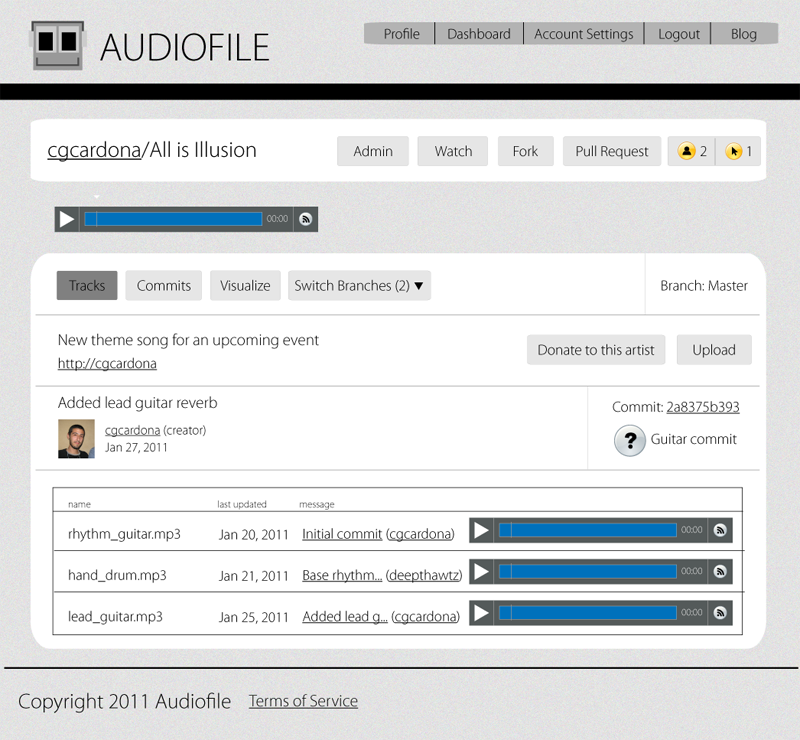 AUDIOFILE
Profile Dashboard Account Settings Logout Blog
cgcardona/All is Illusion Admin Watch Fork Pull Request 2 1
00:00
Tracks Commits Visualize Switch Branches (2) ▼ Branch: Master
New theme song for an upcoming event
http://cgcardona
Donate to this artist Upload
Added lead guitar reverb
cgcardona (creator)
Jan 27, 2011
Commit: 2a8375b393
? Guitar commit
name last updated message
rhythm_guitar.mp3 Jan 20, 2011 Initial commit (cgcardona) 00:00
hand_drum.mp3 Jan 21, 2011 Base rhythm... (deepthawtz) 00:00
lead_guitar.mp3 Jan 25, 2011 Added lead g... (cgcardona) 00:00
Copyright 2011 Audiofile Terms of Service